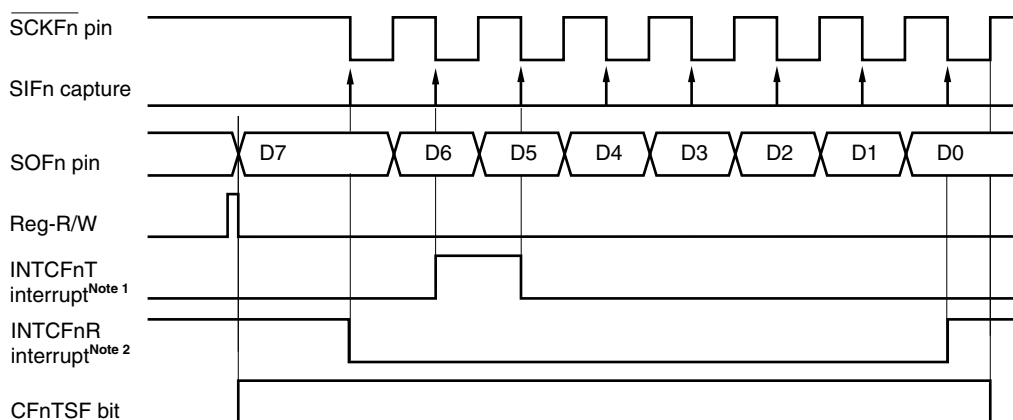 SCKFn pin
SIFn capture
SOFn pin
D7 D6 D5 D4 D3 D2 D1 D0
Reg-R/W
INTCFnT
interruptNote 1
INTCFnR
interruptNote 2
CFnTSF bit